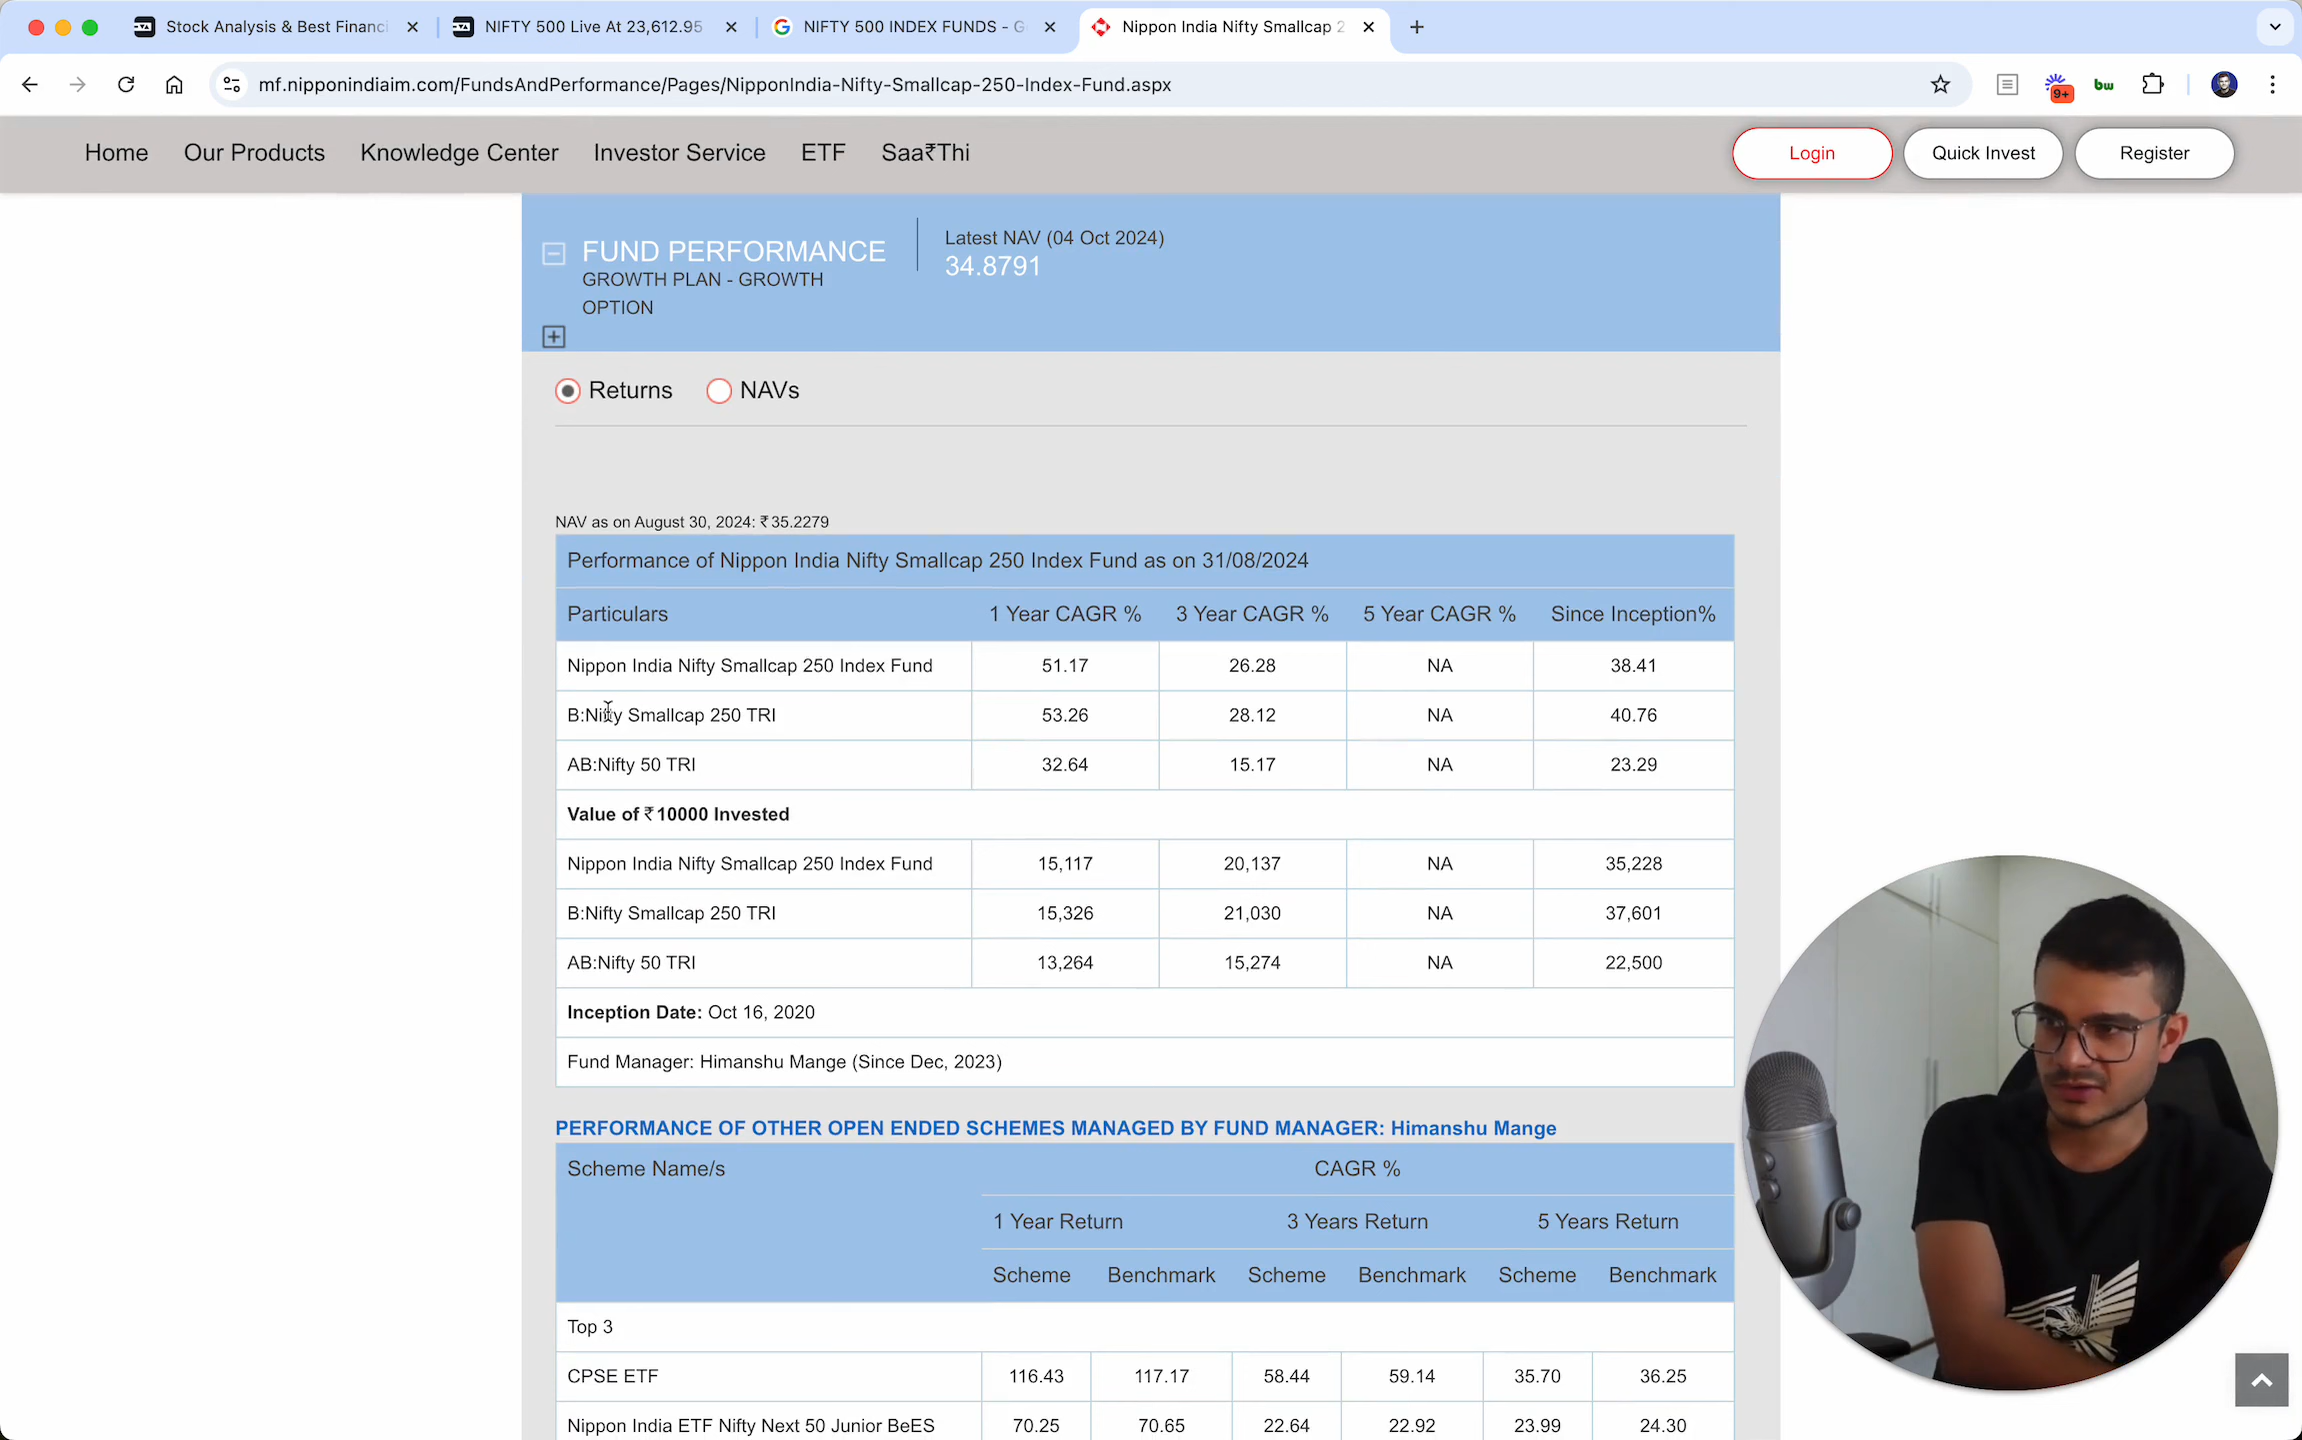 Stock Analysis & Best Financi
NIFTY 500 Live At 23,612.95
NIFTY 500 INDEX FUNDS - G
Nippon India Nifty Smallcap 2
mf.nipponindiaim.com/FundsAndPerformance/Pages/NipponIndia-Nifty-Smallcap-250-Index-Fund.aspx
9+
bw
Home Our Products Knowledge Center Investor Service ETF Saa₹Thi
Login Quick Invest Register
FUND PERFORMANCE
GROWTH PLAN - GROWTH
OPTION
Latest NAV (04 Oct 2024)
34.8791
Returns NAVs
NAV as on August 30, 2024: ₹35.2279
Performance of Nippon India Nifty Smallcap 250 Index Fund as on 31/08/2024
Particulars 1 Year CAGR % 3 Year CAGR % 5 Year CAGR % Since Inception%
Nippon India Nifty Smallcap 250 Index Fund 51.17 26.28 NA 38.41
B:Nifty Smallcap 250 TRI 53.26 28.12 NA 40.76
AB:Nifty 50 TRI 32.64 15.17 NA 23.29
Value of ₹10000 Invested
Nippon India Nifty Smallcap 250 Index Fund 15,117 20,137 NA 35,228
B:Nifty Smallcap 250 TRI 15,326 21,030 NA 37,601
AB:Nifty 50 TRI 13,264 15,274 NA 22,500
Inception Date: Oct 16, 2020
Fund Manager: Himanshu Mange (Since Dec, 2023)
PERFORMANCE OF OTHER OPEN ENDED SCHEMES MANAGED BY FUND MANAGER: Himanshu Mange
Scheme Name/s CAGR %
1 Year Return 3 Years Return 5 Years Return
Scheme Benchmark Scheme Benchmark Scheme Benchmark
Top 3
CPSE ETF 116.43 117.17 58.44 59.14 35.70 36.25
Nippon India ETF Nifty Next 50 Junior BeES 70.25 70.65 22.64 22.92 23.99 24.30